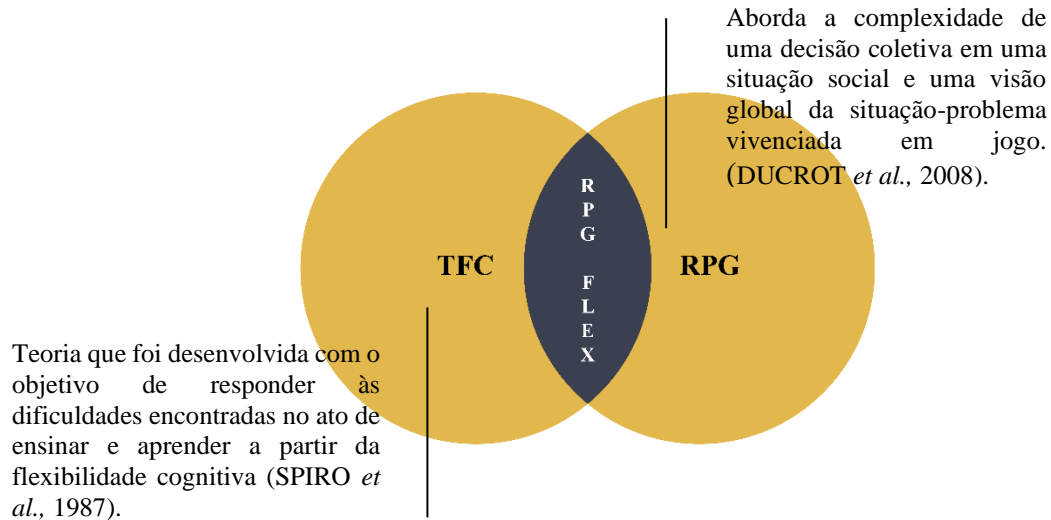 Aborda a complexidade de
uma decisão coletiva em uma
situação social e uma visão
global da situação-problema
vivenciada em jogo.
(DUCROT et al., 2008).
RPG FLEX
TFC
RPG
Teoria que foi desenvolvida com o
objetivo de responder às
dificuldades encontradas no ato de
ensinar e aprender a partir da
flexibilidade cognitiva (SPIRO et
al., 1987).